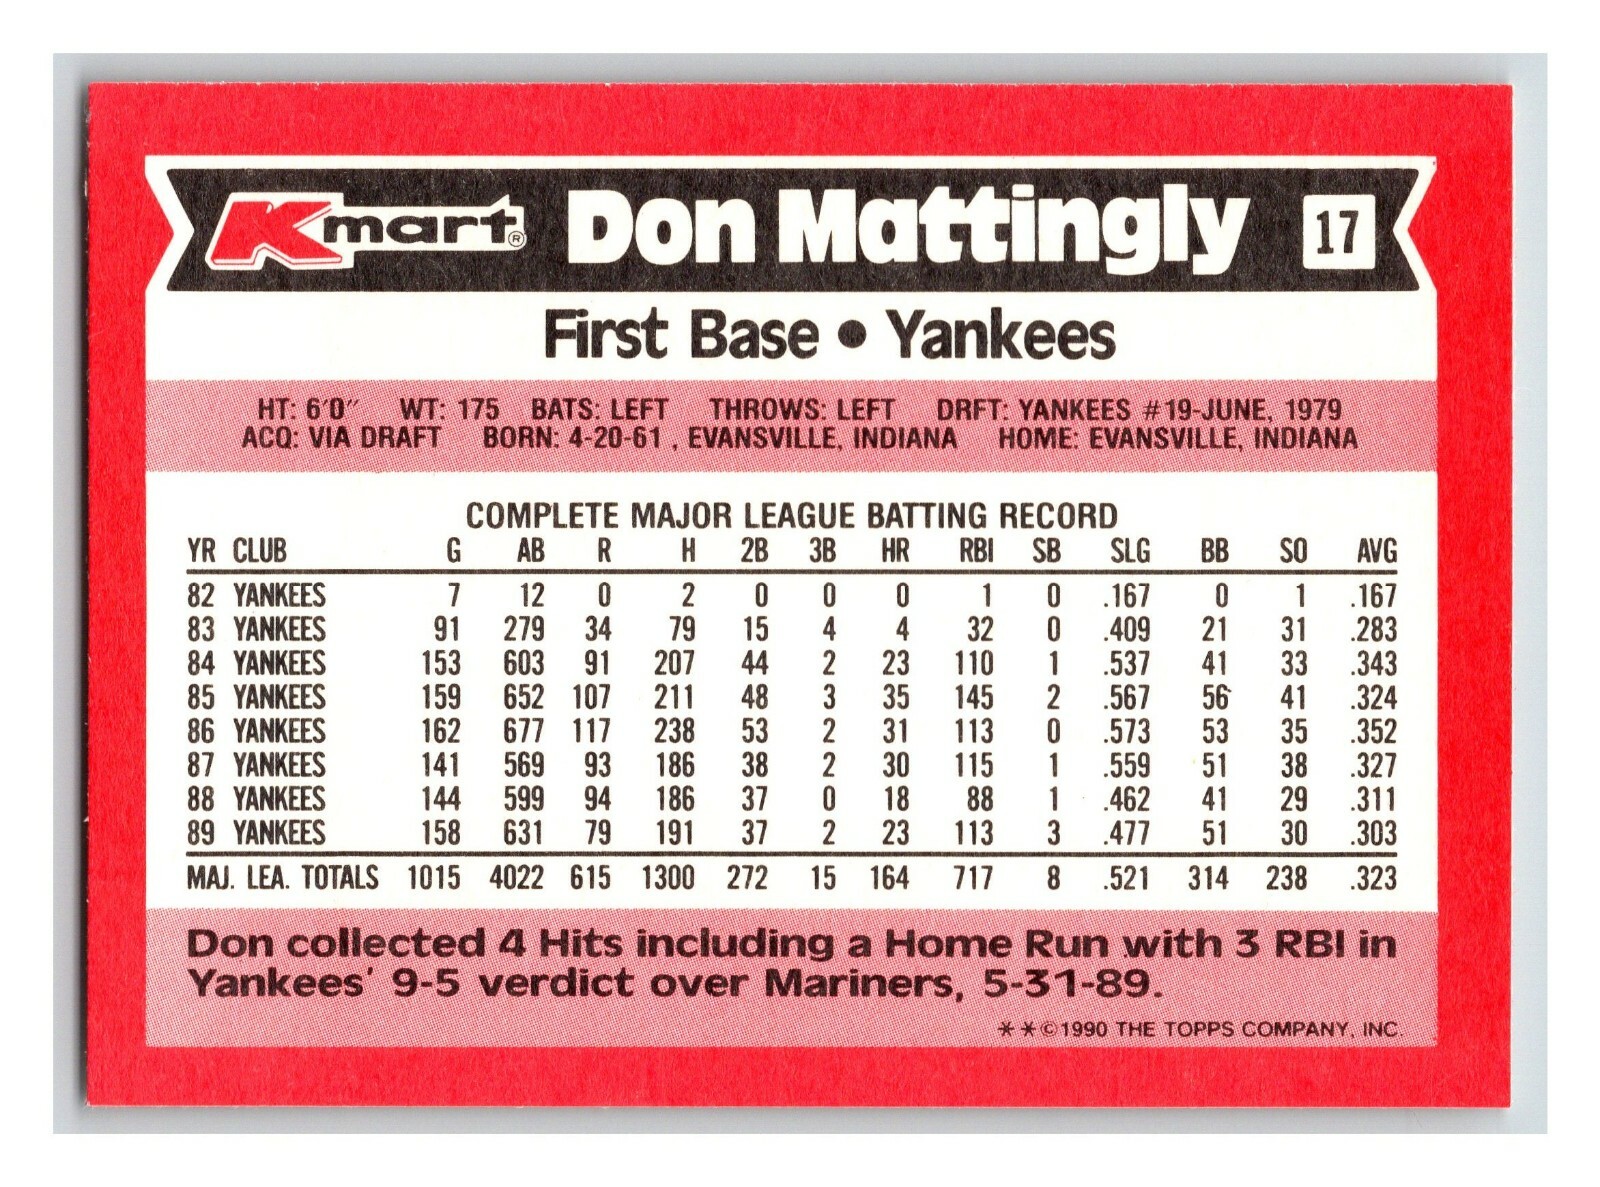 Kmart® Don Mattingly 17
First Base • Yankees
HT: 6'0" WT: 175 BATS: LEFT THROWS: LEFT DRFT: YANKEES #19-JUNE, 1979
ACQ: VIA DRAFT BORN: 4-20-61 , EVANSVILLE, INDIANA HOME: EVANSVILLE, INDIANA
COMPLETE MAJOR LEAGUE BATTING RECORD
YR CLUB G AB R H 2B 3B HR RBI SB SLG BB SO AVG
82 YANKEES 7 12 0 2 0 0 0 1 0 .167 0 1 .167
83 YANKEES 91 279 34 79 15 4 4 32 0 .409 21 31 .283
84 YANKEES 153 603 91 207 44 2 23 110 1 .537 41 33 .343
85 YANKEES 159 652 107 211 48 3 35 145 2 .567 56 41 .324
86 YANKEES 162 677 117 238 53 2 31 113 0 .573 53 35 .352
87 YANKEES 141 569 93 186 38 2 30 115 1 .559 51 38 .327
88 YANKEES 144 599 94 186 37 0 18 88 1 .462 41 29 .311
89 YANKEES 158 631 79 191 37 2 23 113 3 .477 51 30 .303
MAJ. LEA. TOTALS 1015 4022 615 1300 272 15 164 717 8 .521 314 238 .323
Don collected 4 Hits including a Home Run with 3 RBI in
Yankees' 9-5 verdict over Mariners, 5-31-89.
**©1990 THE TOPPS COMPANY, INC.